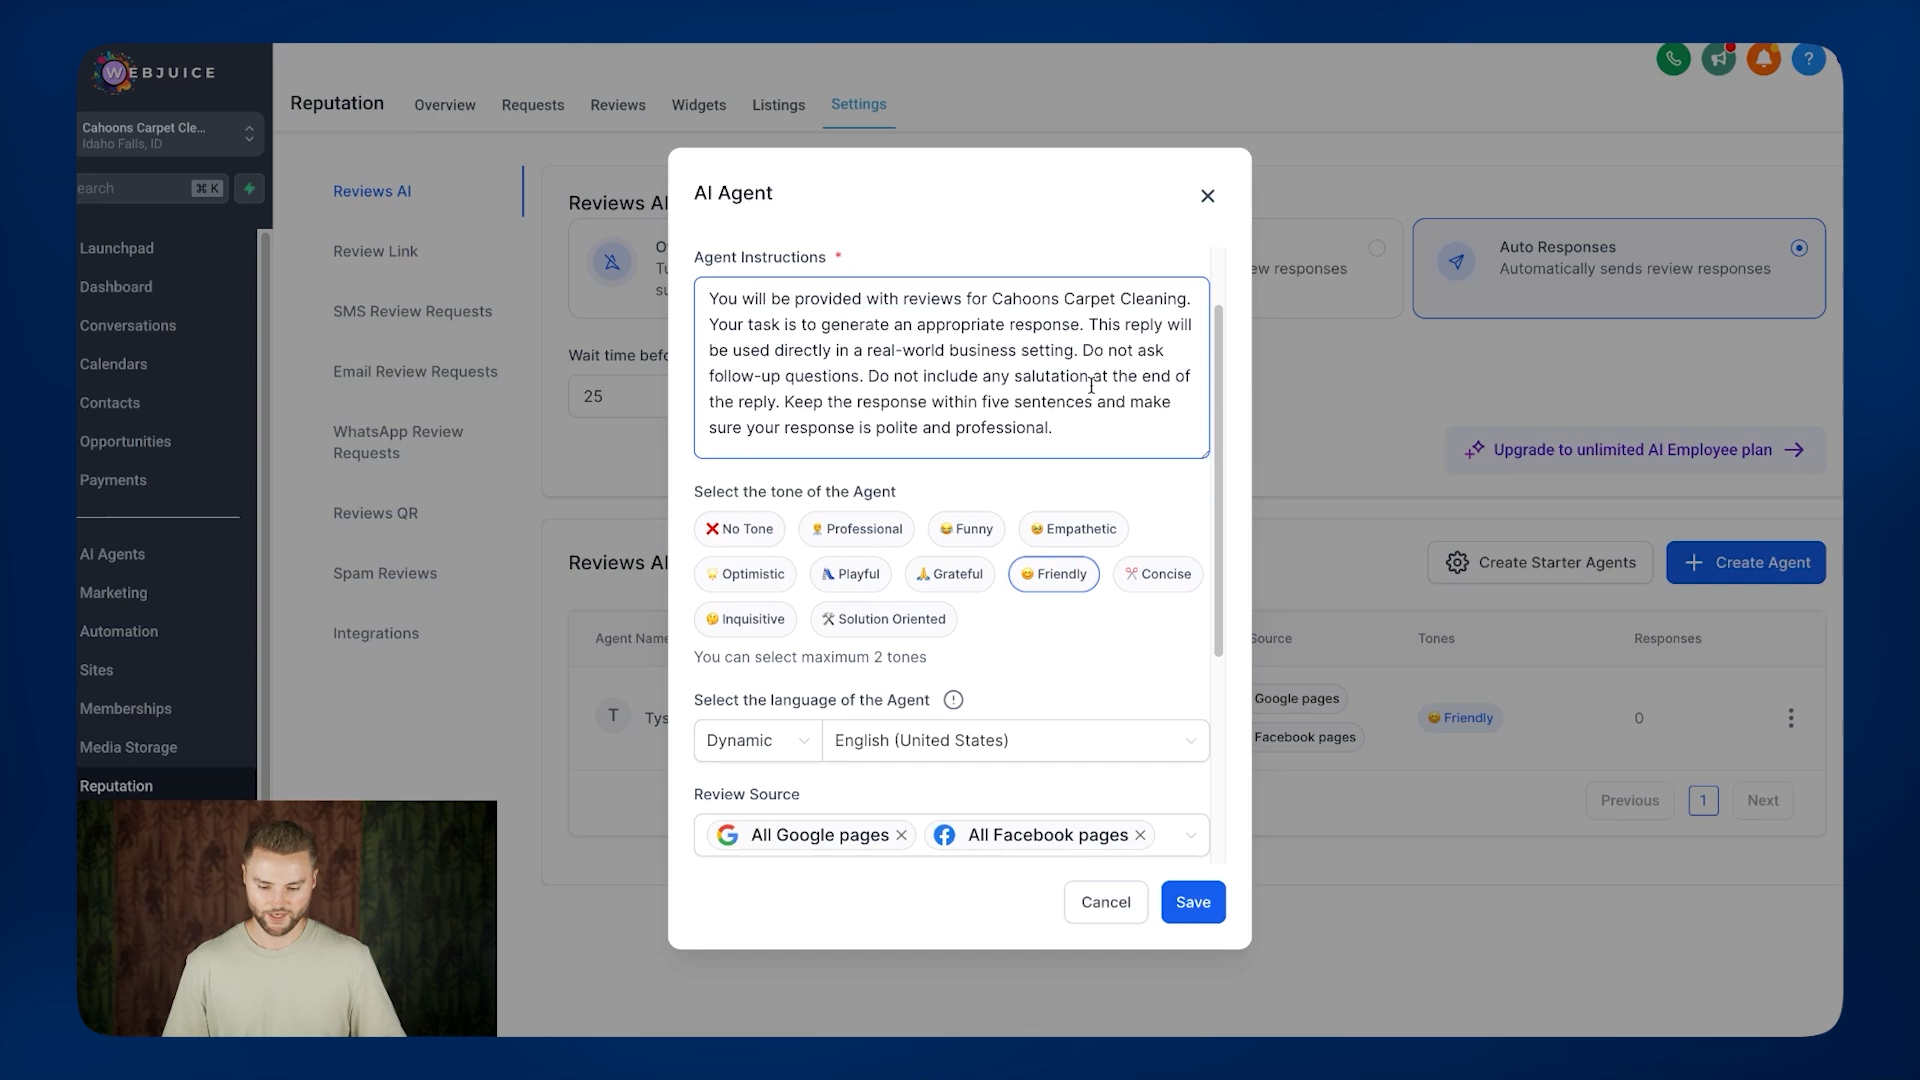 WEBJUICE
Cahoons Carpet Cle...
Idaho Falls, ID
earch
⌘ K
Launchpad
Dashboard
Conversations
Calendars
Contacts
Opportunities
Payments
AI Agents
Marketing
Automation
Sites
Memberships
Media Storage
Reputation
Reputation
Overview
Requests
Reviews
Widgets
Listings
Settings
?
Reviews AI
Review Link
SMS Review Requests
Email Review Requests
WhatsApp Review
Requests
Reviews QR
Spam Reviews
Integrations
Reviews AI
Wait time befo
25
ew responses
Auto Responses
Automatically sends review responses
Upgrade to unlimited AI Employee plan
Reviews AI
Create Starter Agents
Create Agent
Agent Name
Source
Tones
Responses
T
Tys
Google pages
Facebook pages
Friendly
0
Previous
1
Next
AI Agent
Agent Instructions *
You will be provided with reviews for Cahoons Carpet Cleaning.
Your task is to generate an appropriate response. This reply will
be used directly in a real-world business setting. Do not ask
follow-up questions. Do not include any salutation at the end of
the reply. Keep the response within five sentences and make
sure your response is polite and professional.
Select the tone of the Agent
No Tone
Professional
Funny
Empathetic
Optimistic
Playful
Grateful
Friendly
Concise
Inquisitive
Solution Oriented
You can select maximum 2 tones
Select the language of the Agent
Dynamic
English (United States)
Review Source
All Google pages
All Facebook pages
Cancel
Save